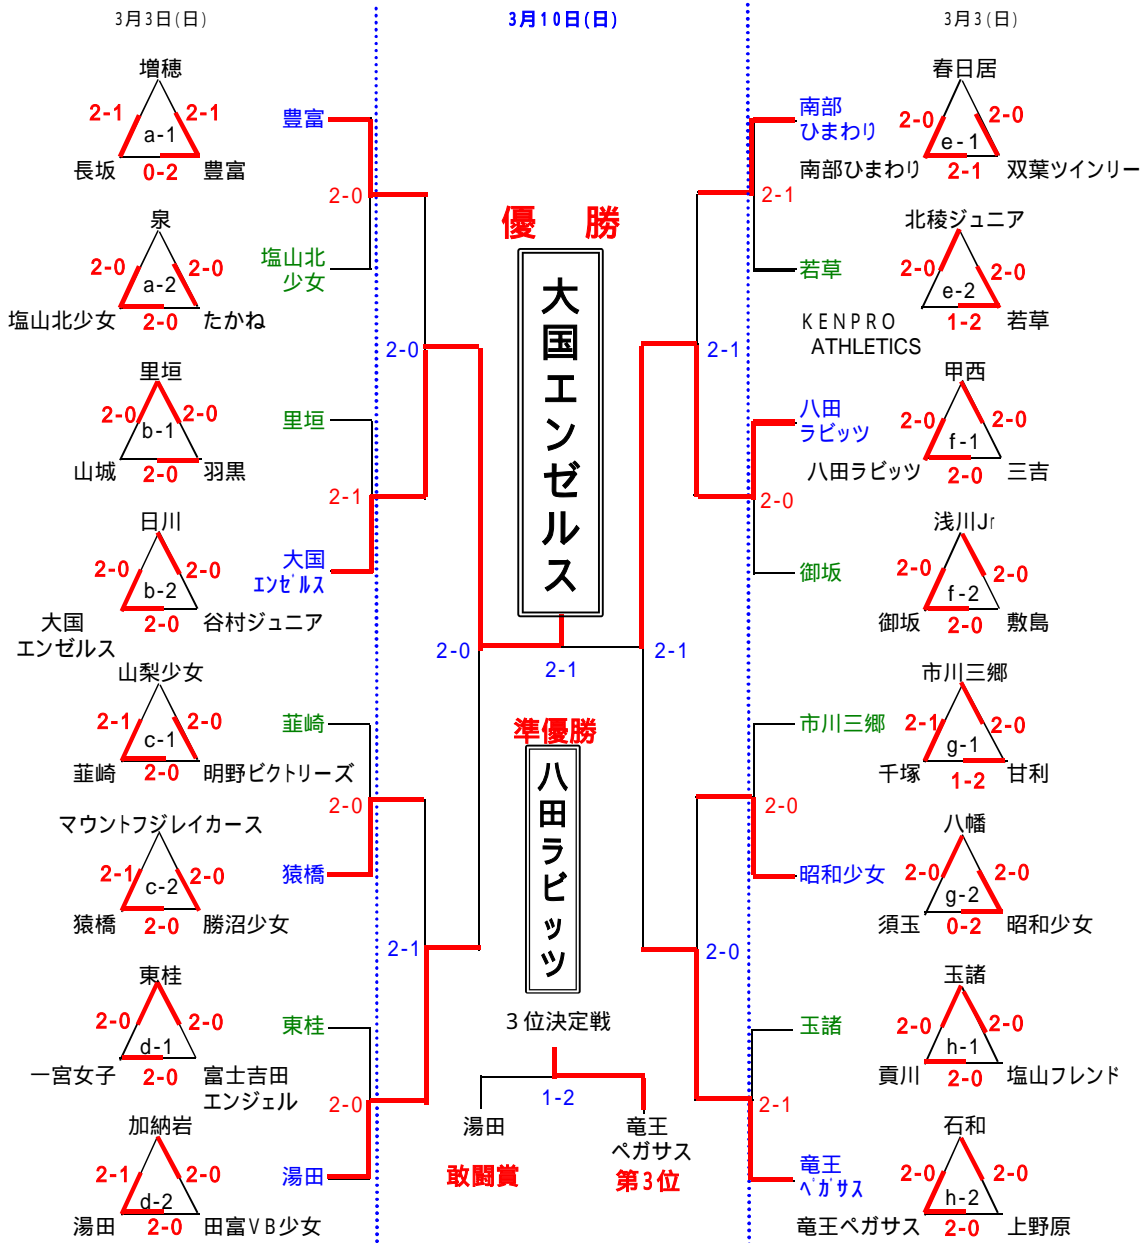 3月3日(日)
3月10日(日)
3月3(日)
増穂
2-1
2-1
a-1
長坂
0-2
豊富
泉
2-0
2-0
a-2
塩山北少女
2-0
たかね
里垣
2-0
2-0
b-1
山城
2-0
羽黒
日川
2-0
2-0
b-2
大国
エンゼルス
2-0
谷村ジュニア
山梨少女
2-1
2-0
c-1
韮崎
2-0
明野ビクトリーズ
マウントフジレイカース
2-1
2-0
c-2
猿橋
2-0
勝沼少女
東桂
2-0
2-0
d-1
一宮女子
2-0
富士吉田
エンジェル
加納岩
2-1
2-0
d-2
湯田
2-0
田富VB少女
豊富
2-0
塩山北
少女
2-0
里垣
2-1
大国
エンゼルス
2-0
韮崎
2-0
猿橋
2-1
東桂
2-0
湯田
優 勝
大国エンゼルス
2-1
準優勝
八田ラビッツ
3位決定戦
1-2
湯田
竜王
ペガサス
敢闘賞
第3位
南部
ひまわり
2-1
若草
2-1
八田
ラビッツ
2-0
御坂
2-1
市川三郷
2-0
昭和少女
2-0
玉諸
2-1
竜王
ペガサス
春日居
2-0
2-0
e-1
南部ひまわり
2-1
双葉ツインリー
北稜ジュニア
2-0
2-0
e-2
KENPRO
ATHLETICS
1-2
若草
甲西
2-0
2-0
f-1
八田ラビッツ
2-0
三吉
浅川Jr
2-0
2-0
f-2
御坂
2-0
敷島
市川三郷
2-1
2-0
g-1
千塚
1-2
甘利
八幡
2-0
2-0
g-2
須玉
0-2
昭和少女
玉諸
2-0
2-0
h-1
貢川
2-0
塩山フレンド
石和
2-0
2-0
h-2
竜王ペガサス
2-0
上野原